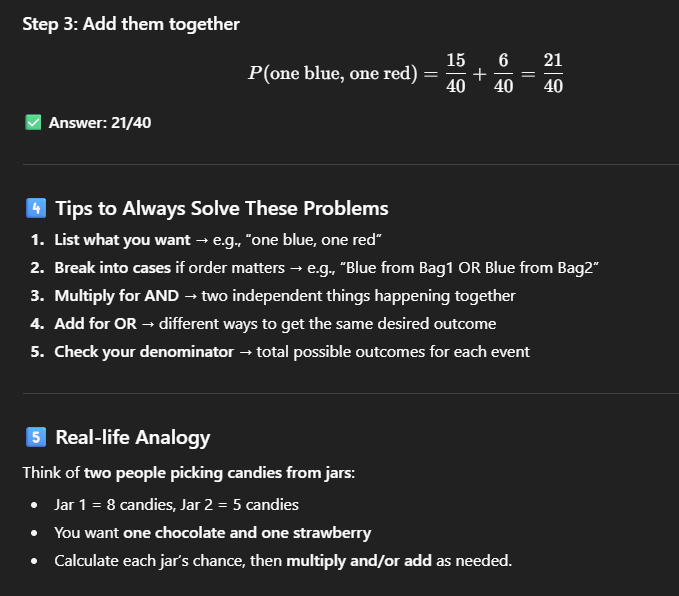 Step 3: Add them together
P(one blue, one red) = 15/40 + 6/40 = 21/40
✅ Answer: 21/40
4️⃣ Tips to Always Solve These Problems
1. List what you want → e.g., “one blue, one red”
2. Break into cases if order matters → e.g., “Blue from Bag1 OR Blue from Bag2”
3. Multiply for AND → two independent things happening together
4. Add for OR → different ways to get the same desired outcome
5. Check your denominator → total possible outcomes for each event
5️⃣ Real-life Analogy
Think of two people picking candies from jars:
• Jar 1 = 8 candies, Jar 2 = 5 candies
• You want one chocolate and one strawberry
• Calculate each jar’s chance, then multiply and/or add as needed.